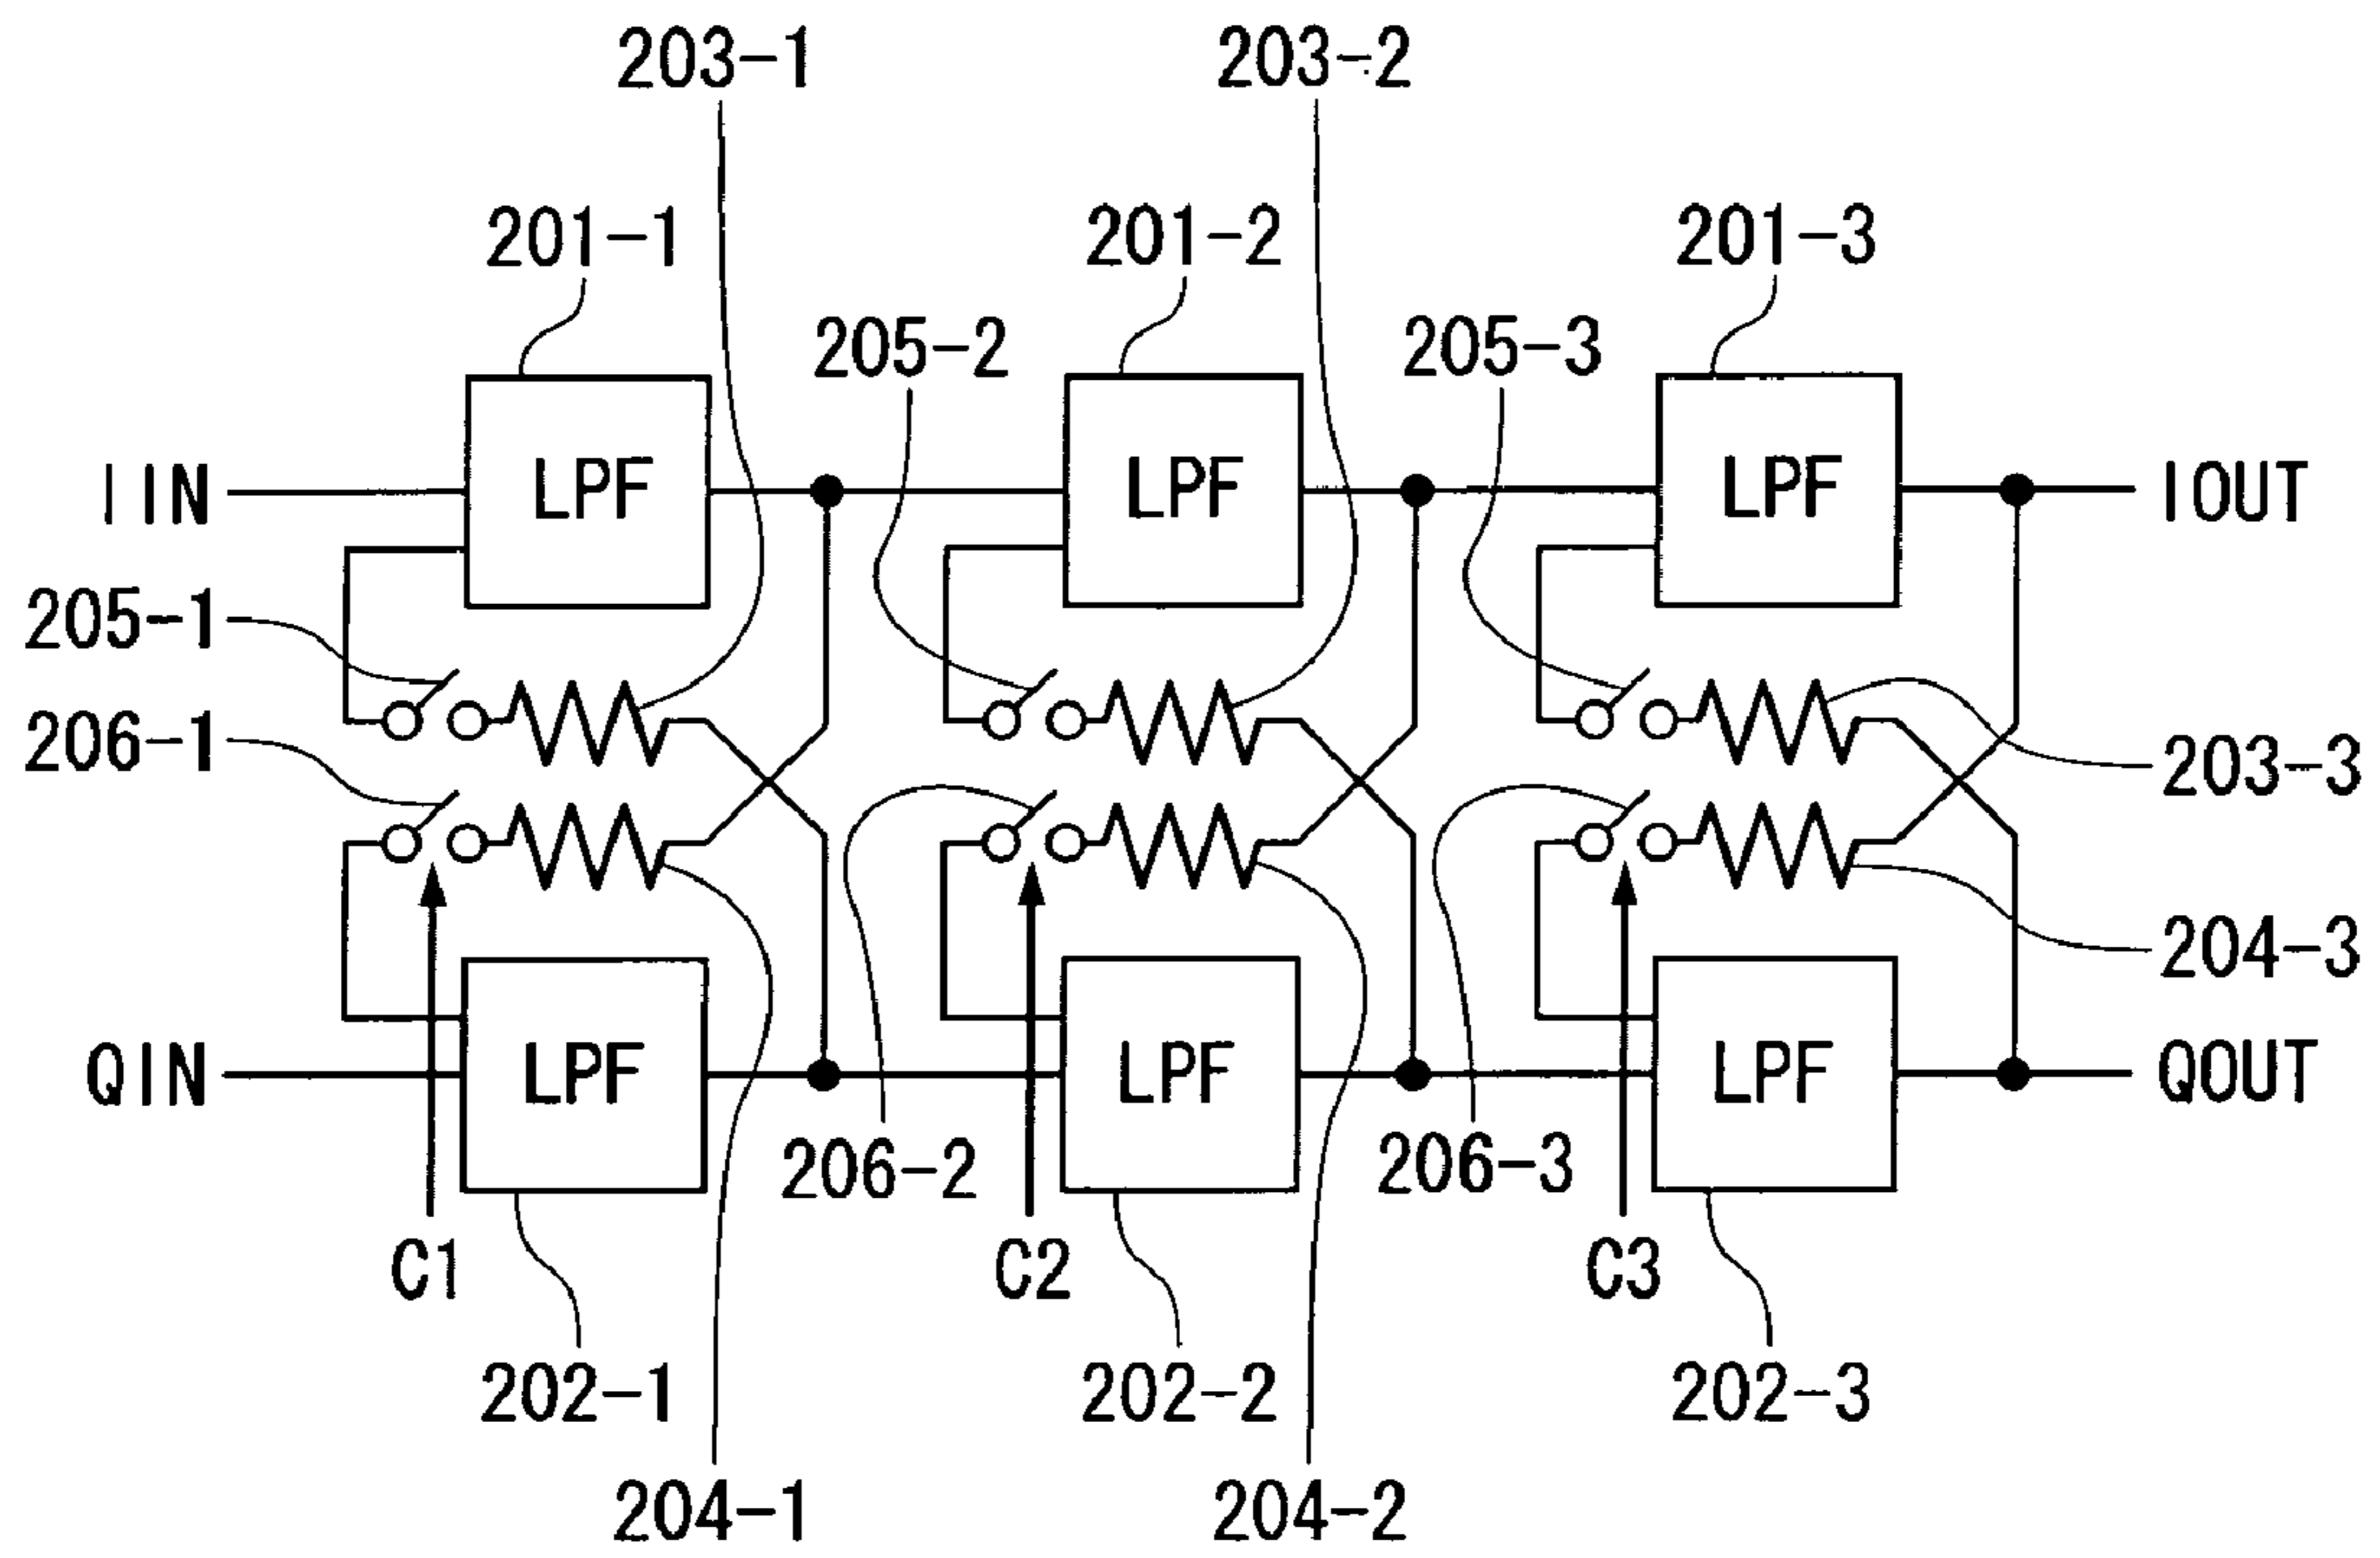 203-1 203-2
201-1 201-2 201-3
205-2 205-3
IIN LPF LPF LPF IOUT
205-1
206-1
203-3
204-3
QIN LPF LPF LPF QOUT
206-2 206-3
C1 C2 C3
202-1 202-2 202-3
204-1 204-2